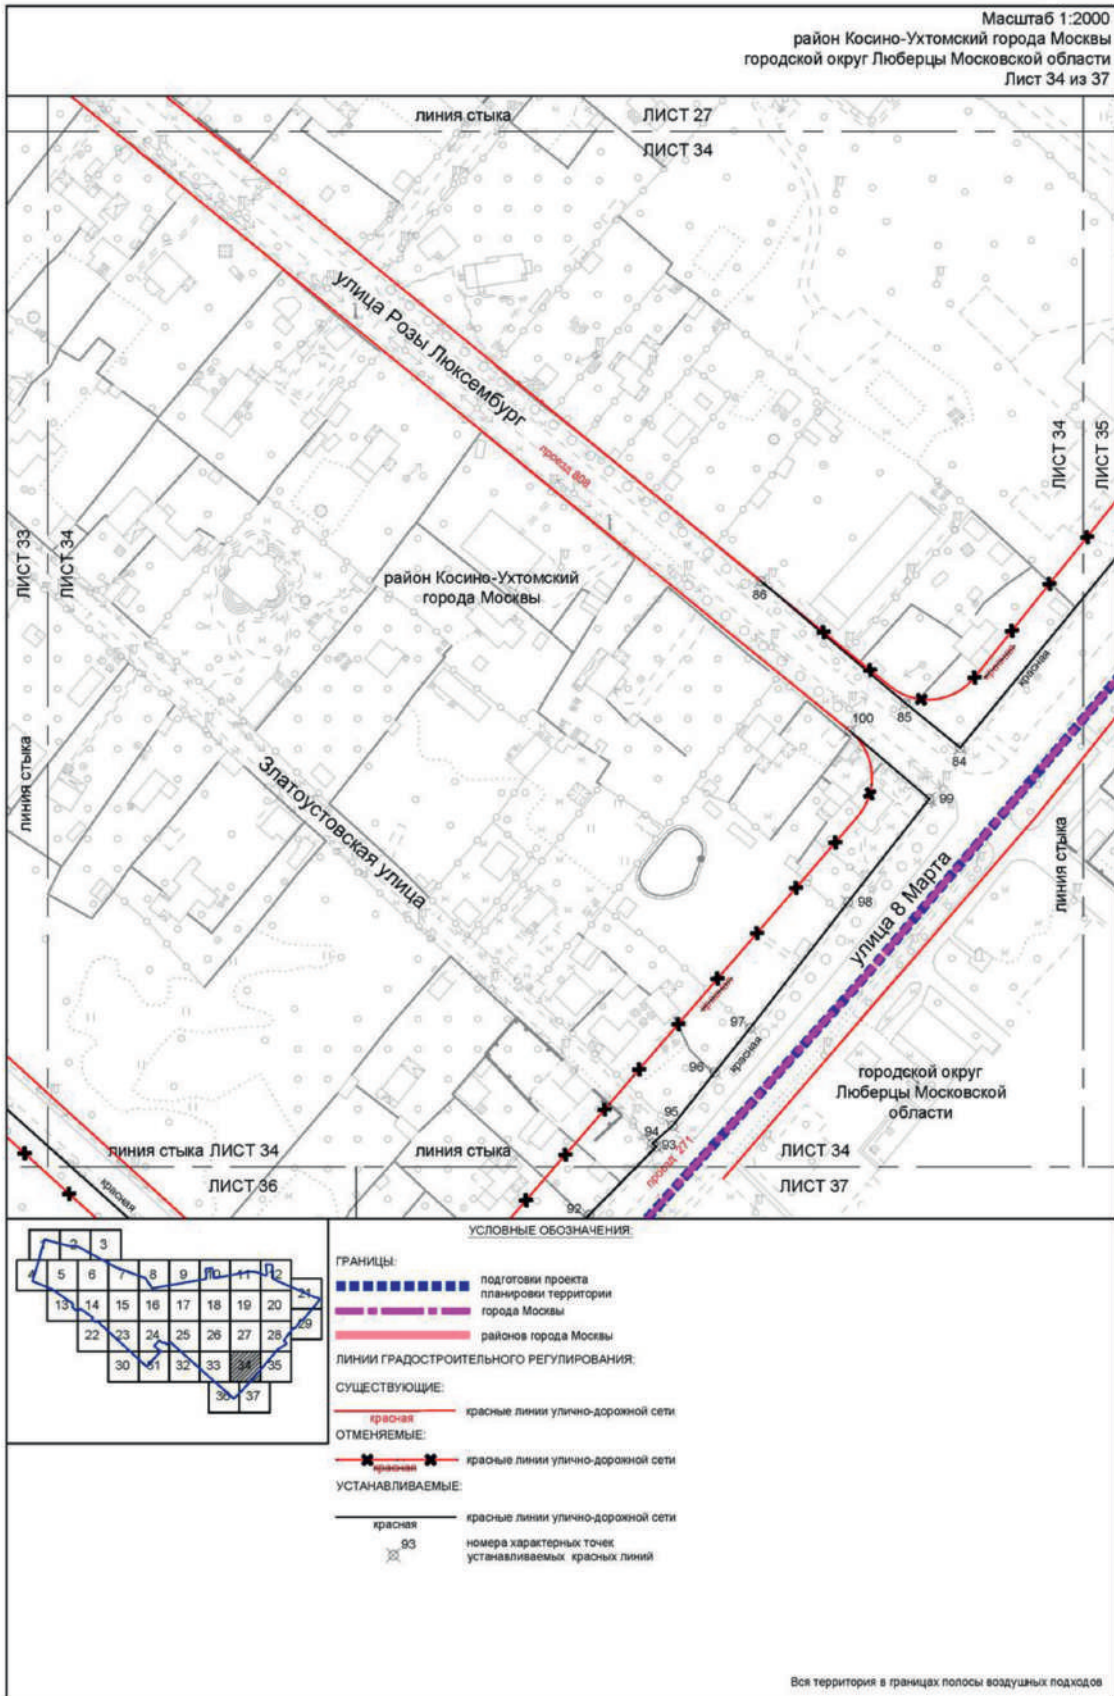 Масштаб 1:2000
район Косино-Ухтомский города Москвы
городской округ Люберцы Московской области
Лист 34 из 37
линия стыка
ЛИСТ 27
ЛИСТ 34
улица Розы Люксембург
проезд 808
ЛИСТ 34
ЛИСТ 35
ЛИСТ 33
ЛИСТ 34
район Косино-Ухтомский
города Москвы
86
красная
красная
85
100
84
99
линия стыка
Златоустовская улица
98
улица 8 Марта
линия стыка
красная
97
красная
96
городской округ
Люберцы Московской
области
95
94
93
проезд 271
линия стыка ЛИСТ 34
линия стыка
ЛИСТ 34
ЛИСТ 36
ЛИСТ 37
красная
92
1 2 3
4 5 6 7 8 9 10 11 12
13 14 15 16 17 18 19 20 21
22 23 24 25 26 27 28 29
30 31 32 33 34 35
36 37
УСЛОВНЫЕ ОБОЗНАЧЕНИЯ:
ГРАНИЦЫ:
подготовки проекта
планировки территории
города Москвы
районов города Москвы
ЛИНИИ ГРАДОСТРОИТЕЛЬНОГО РЕГУЛИРОВАНИЯ:
СУЩЕСТВУЮЩИЕ:
красная
красные линии улично-дорожной сети
ОТМЕНЯЕМЫЕ:
красная
красные линии улично-дорожной сети
УСТАНАВЛИВАЕМЫЕ:
красная
красные линии улично-дорожной сети
93
номера характерных точек
устанавливаемых красных линий
Вся территория в границах полосы воздушных подходов